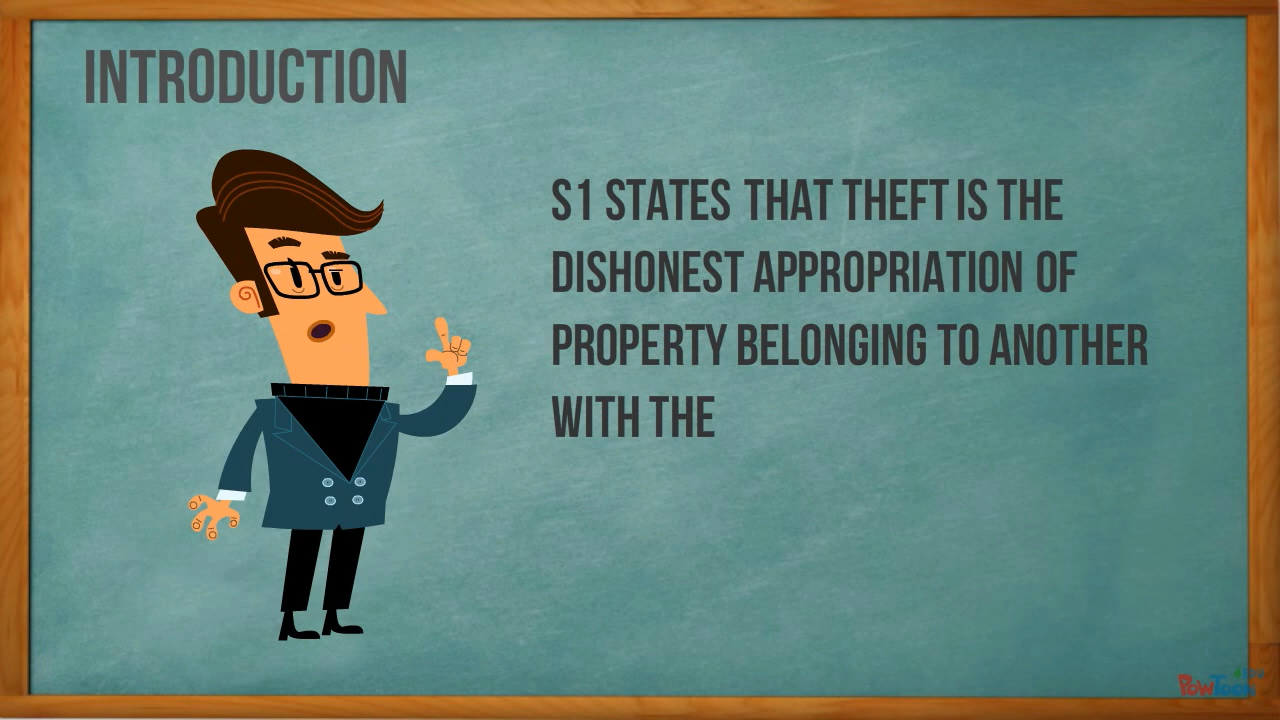 INTRODUCTION
S1 STATES THAT THEFT IS THE
DISHONEST APPROPRIATION OF
PROPERTY BELONGING TO ANOTHER
WITH THE
PowToon